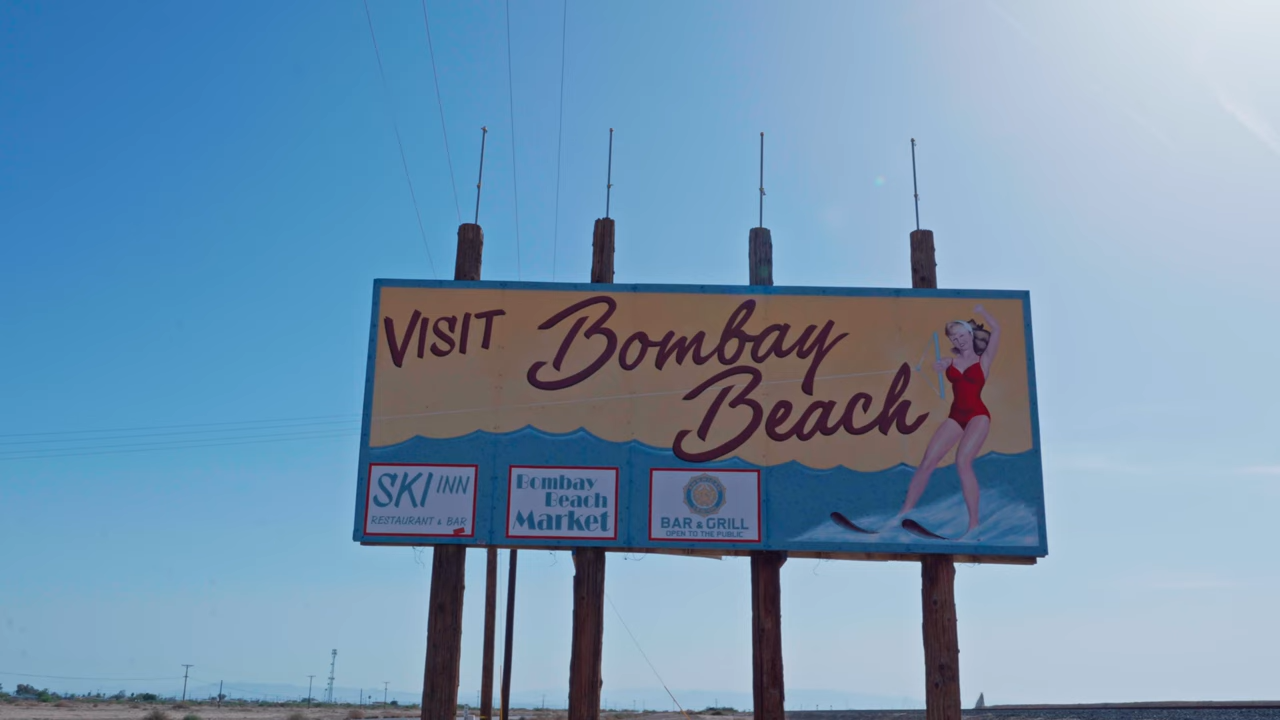 VISIT
Bombay
Beach
SKI INN
RESTAURANT & BAR
Bombay
Beach
Market
BAR & GRILL
OPEN TO THE PUBLIC